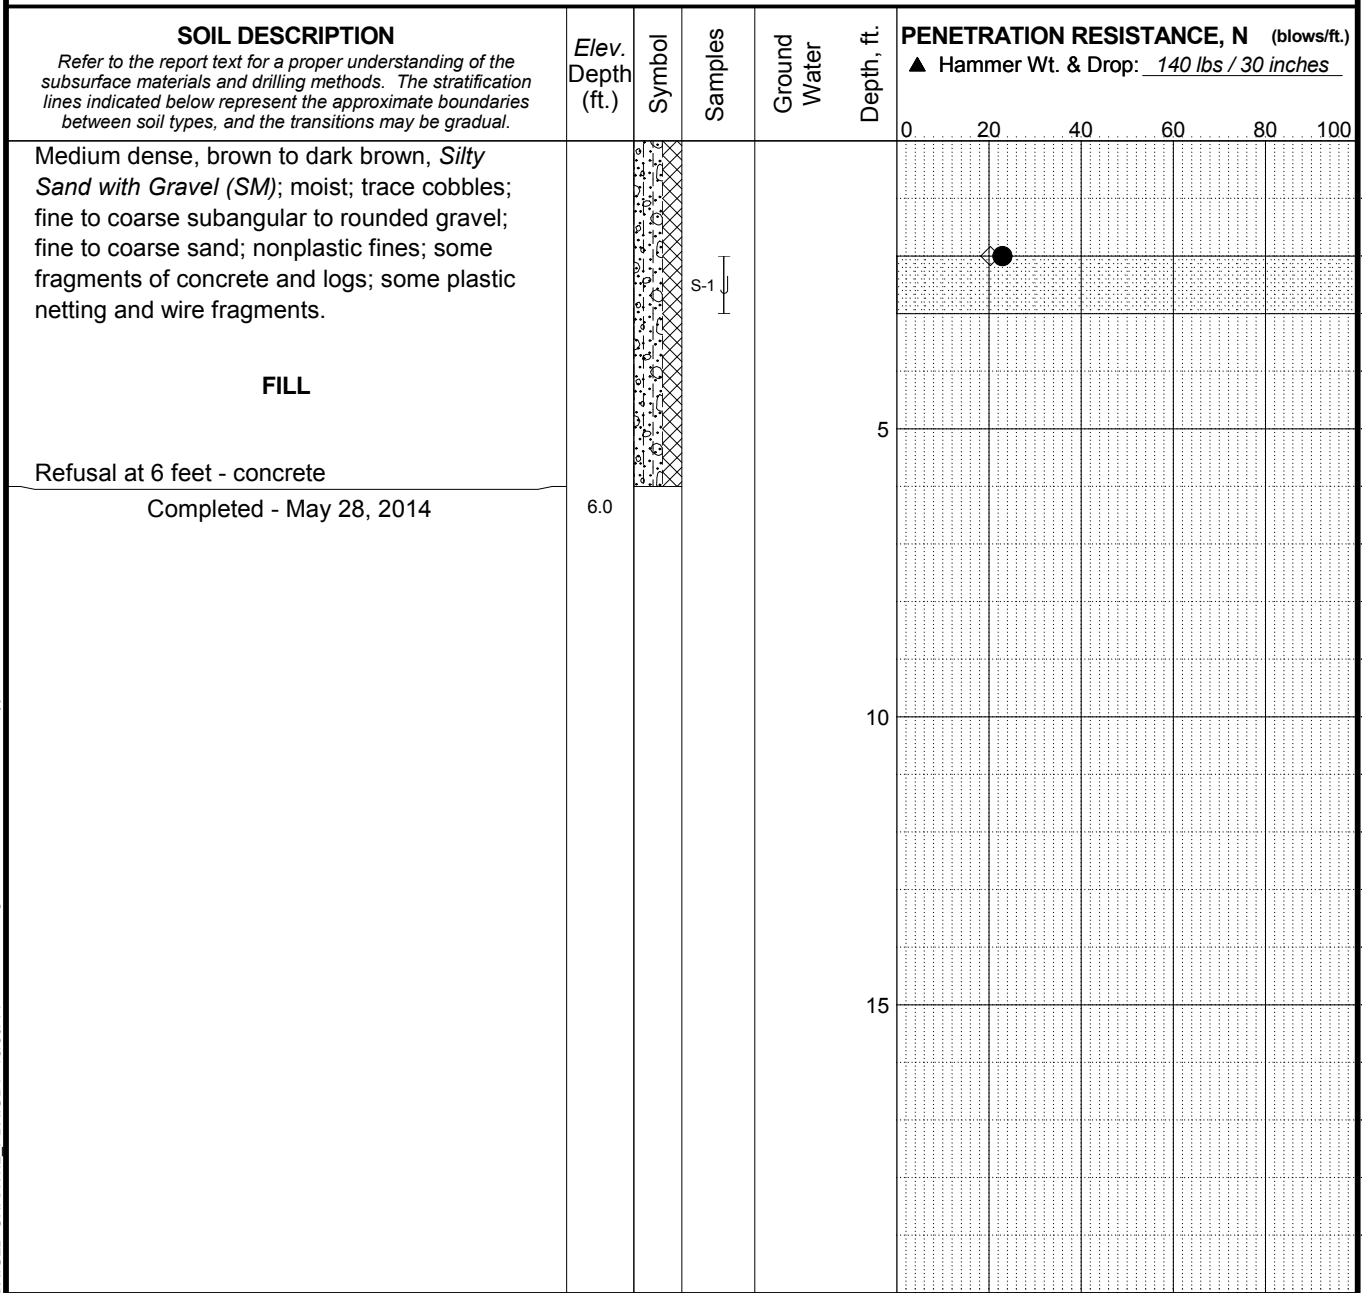 SOIL DESCRIPTION
Refer to the report text for a proper understanding of the
subsurface materials and drilling methods. The stratification
lines indicated below represent the approximate boundaries
between soil types, and the transitions may be gradual.
Elev.
Depth
(ft.)
Symbol
Samples
Ground
Water
Depth, ft.
PENETRATION RESISTANCE, N (blows/ft.)
▲ Hammer Wt. & Drop: 140 lbs / 30 inches
0 20 40 60 80 100
Medium dense, brown to dark brown, Silty
Sand with Gravel (SM); moist; trace cobbles;
fine to coarse subangular to rounded gravel;
fine to coarse sand; nonplastic fines; some
fragments of concrete and logs; some plastic
netting and wire fragments.
S-1
FILL
5
Refusal at 6 feet - concrete
Completed - May 28, 2014
6.0
10
15